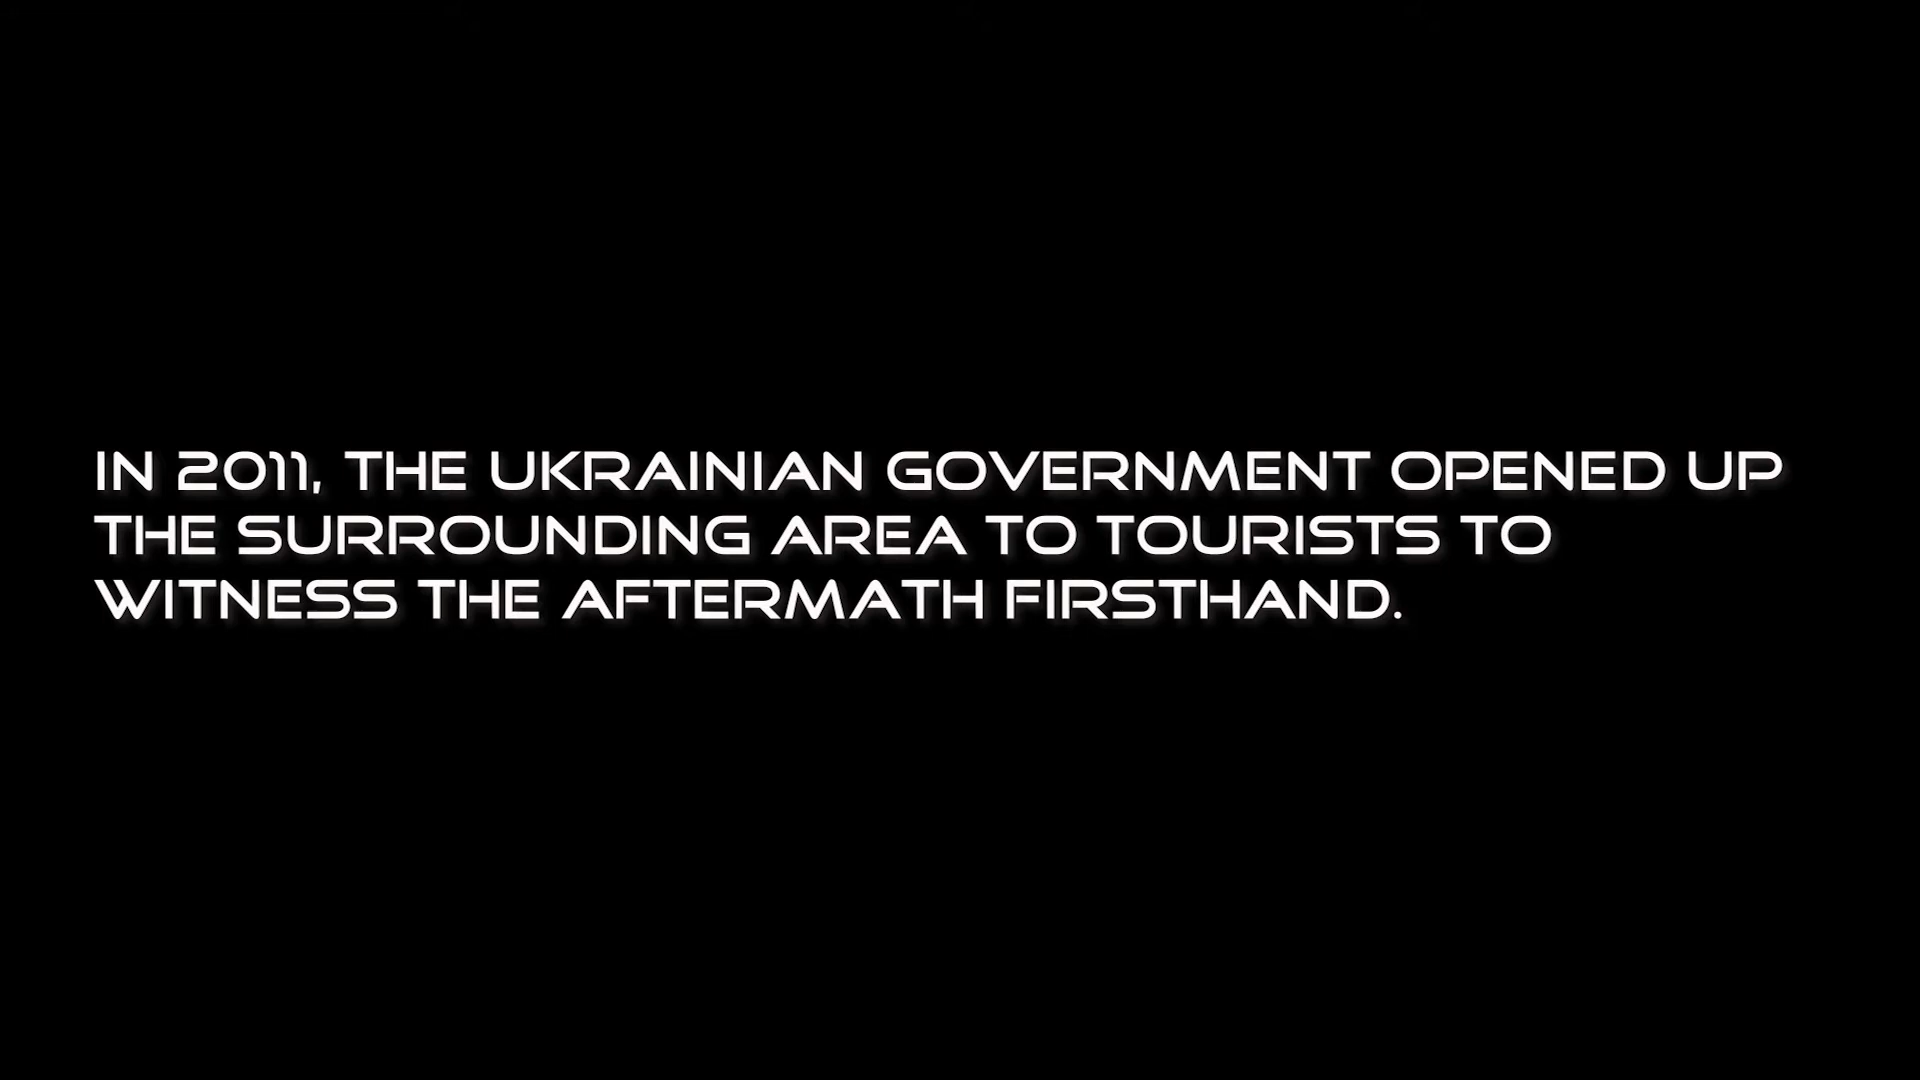 IN 2011, THE UKRAINIAN GOVERNMENT OPENED UP
THE SURROUNDING AREA TO TOURISTS TO
WITNESS THE AFTERMATH FIRSTHAND.